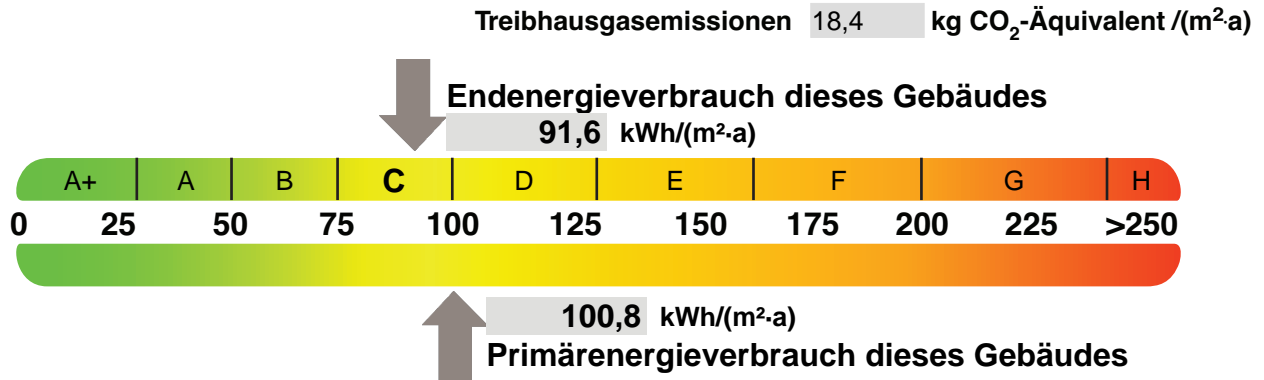 Treibhausgasemissionen 18,4 kg CO₂-Äquivalent /(m²·a)
Endenergieverbrauch dieses Gebäudes
91,6 kWh/(m²·a)
A+ A B C D E F G H
0 25 50 75 100 125 150 175 200 225 >250
100,8 kWh/(m²·a)
Primärenergieverbrauch dieses Gebäudes